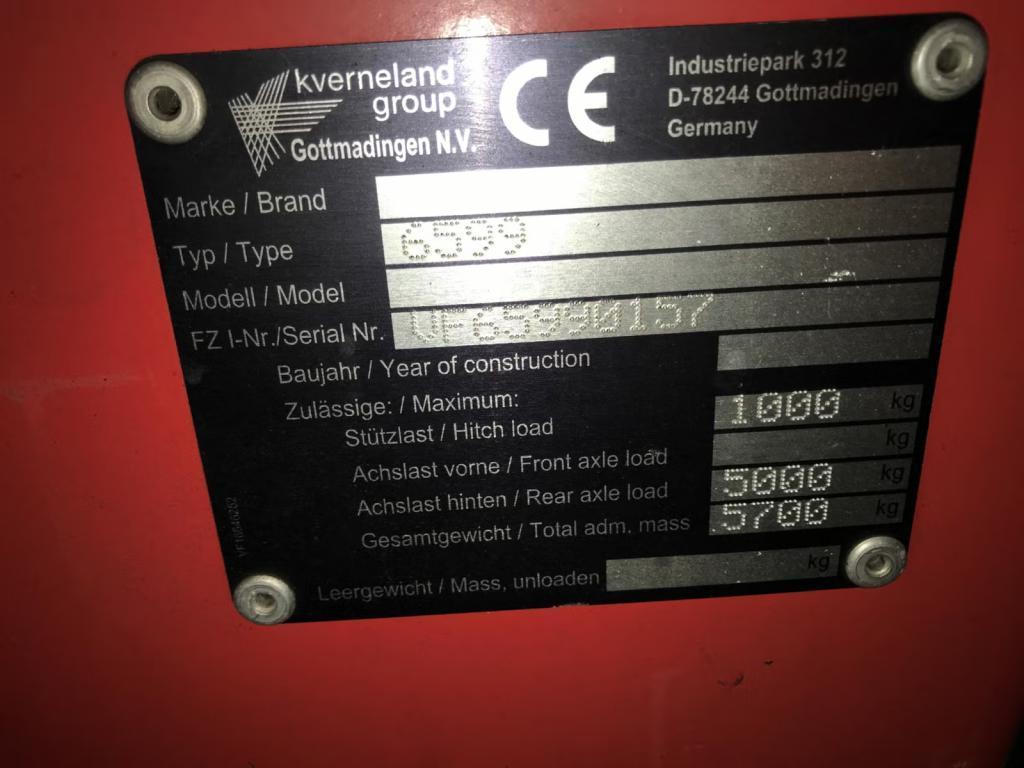 kverneland
group
Gottmadingen N.V.
CE
Industriepark 312
D-78244 Gottmadingen
Germany
Marke / Brand
Typ / Type 6599
Modell / Model
FZ I-Nr./Serial Nr. VF65990157
Baujahr / Year of construction
Zulässige: / Maximum:
Stützlast / Hitch load 1000 kg
Achslast vorne / Front axle load kg
Achslast hinten / Rear axle load 5000 kg
Gesamtgewicht / Total adm. mass 5700 kg
Leergewicht / Mass, unloaden kg